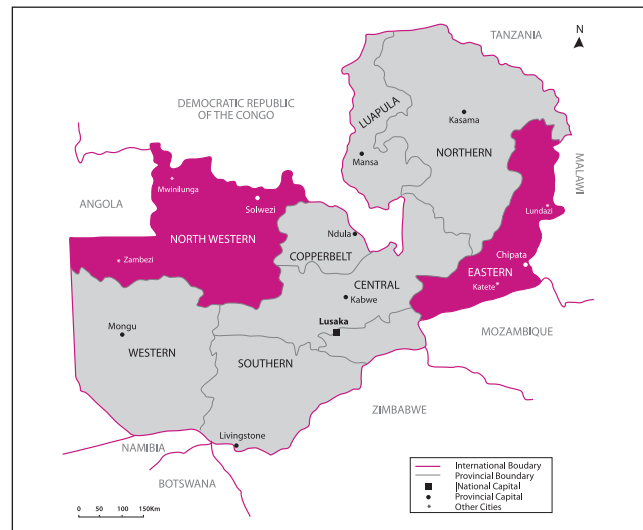 TANZANIA
N
DEMOCRATIC REPUBLIC
OF THE CONGO
LUAPULA
Kasama
Mansa
NORTHERN
MALAWI
Mwinilunga
Solwezi
ANGOLA
Lundazi
NORTH WESTERN
Ndula
COPPERBELT
Zambezi
Chipata
EASTERN
Katete
CENTRAL
Kabwe
Lusaka
Mongu
WESTERN
SOUTHERN
MOZAMBIQUE
ZIMBABWE
Livingstone
NAMIBIA
BOTSWANA
International Boudary
Provincial Boundary
|National Capital
Provincial Capital
Other Cities
0 50 100 150Km